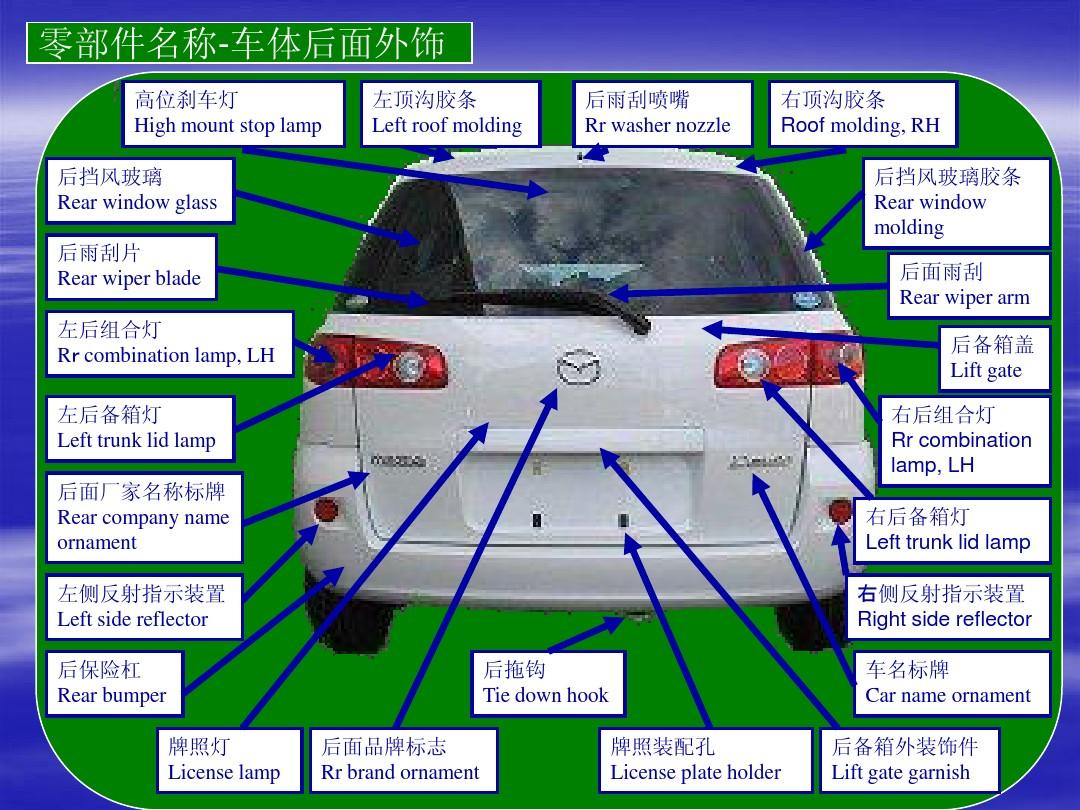 零部件名称-车体后面外饰
高位刹车灯
High mount stop lamp
左顶沟胶条
Left roof molding
后雨刮喷嘴
Rr washer nozzle
右顶沟胶条
Roof molding, RH
后挡风玻璃
Rear window glass
后挡风玻璃胶条
Rear window
molding
后雨刮片
Rear wiper blade
后面雨刮
Rear wiper arm
左后组合灯
Rr combination lamp, LH
后备箱盖
Lift gate
左后备箱灯
Left trunk lid lamp
右后组合灯
Rr combination
lamp, LH
后面厂家名称标牌
Rear company name
ornament
右后备箱灯
Left trunk lid lamp
左侧反射指示装置
Left side reflector
右侧反射指示装置
Right side reflector
后保险杠
Rear bumper
后拖钩
Tie down hook
车名标牌
Car name ornament
牌照灯
License lamp
后面品牌标志
Rr brand ornament
牌照装配孔
License plate holder
后备箱外装饰件
Lift gate garnish